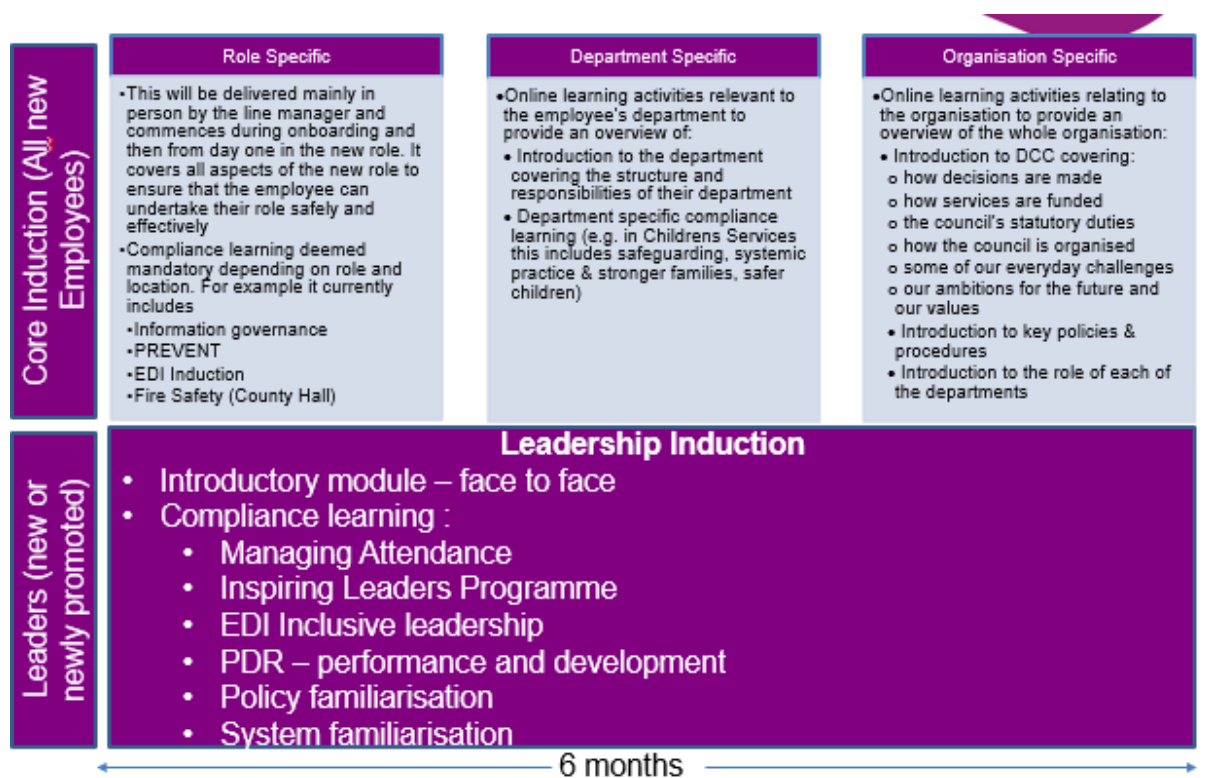 Core Induction (All new
Employees)
Role Specific
•This will be delivered mainly in
person by the line manager and
commences during onboarding and
then from day one in the new role. It
covers all aspects of the new role to
ensure that the employee can
undertake their role safely and
effectively
•Compliance learning deemed
mandatory depending on role and
location. For example it currently
includes
•Information governance
•PREVENT
•EDI Induction
•Fire Safety (County Hall)
Department Specific
•Online learning activities relevant to
the employee's department to
provide an overview of:
• Introduction to the department
covering the structure and
responsibilities of their department
• Department specific compliance
learning (e.g. in Childrens Services
this includes safeguarding, systemic
practice & stronger families, safer
children)
Organisation Specific
•Online learning activities relating to
the organisation to provide an
overview of the whole organisation:
• Introduction to DCC covering:
o how decisions are made
o how services are funded
o the council's statutory duties
o how the council is organised
o some of our everyday challenges
o our ambitions for the future and
our values
• Introduction to key policies &
procedures
• Introduction to the role of each of
the departments
Leaders (new or
newly promoted)
Leadership Induction
• Introductory module – face to face
• Compliance learning :
• Managing Attendance
• Inspiring Leaders Programme
• EDI Inclusive leadership
• PDR – performance and development
• Policy familiarisation
• System familiarisation
6 months